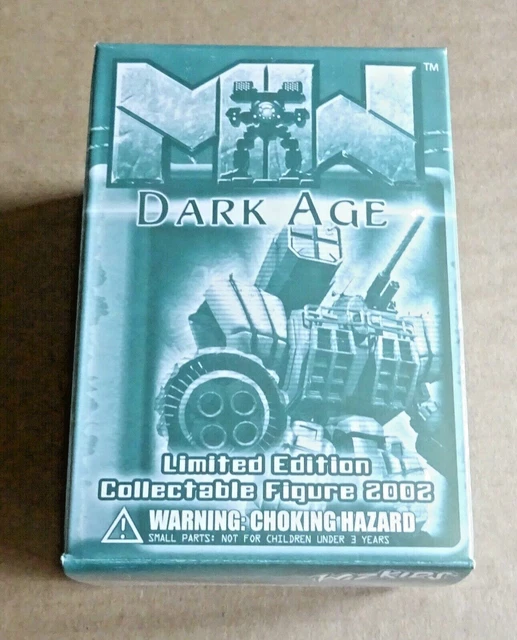 MW™
DARK AGE
Limited Edition
Collectable Figure 2002
WARNING: CHOKING HAZARD
SMALL PARTS: NOT FOR CHILDREN UNDER 3 YEARS